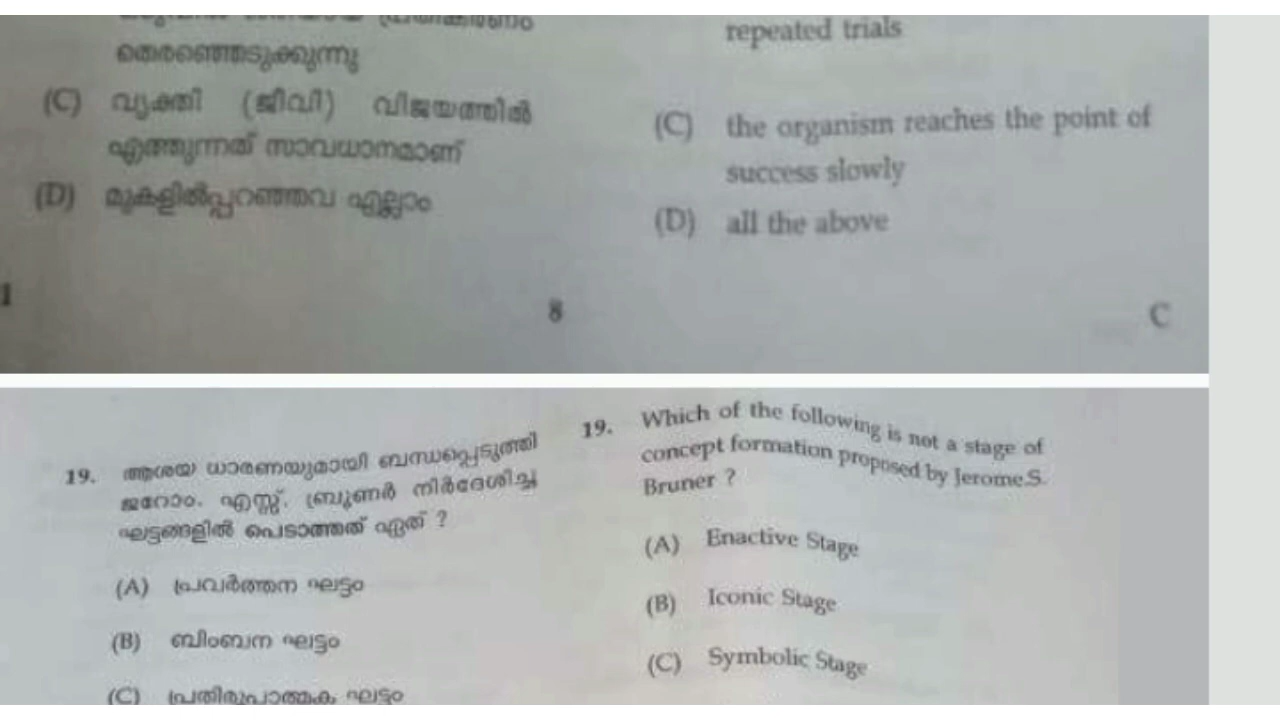 പ്രതികരണം
തെരഞ്ഞെടുക്കുന്നു
(C) വ്യക്തി (ജീവി) വിജയത്തിൽ
എത്തുന്നത് സാവധാനമാണ്
(D) മുകളിൽപ്പറഞ്ഞവ എല്ലാം
repeated trials
(C) the organism reaches the point of
success slowly
(D) all the above
1
8
C
19. ആശയ ധാരണയുമായി ബന്ധപ്പെടുത്തി
ജറോം. എസ്സ്. ബ്രൂണർ നിർദേശിച്ച
ഘട്ടങ്ങളിൽ പെടാത്തത് ഏത് ?
(A) പ്രവർത്തന ഘട്ടം
(B) ബിംബന ഘട്ടം
(C) പ്രതിരൂപാത്മക ഘട്ടം
19. Which of the following is not a stage of
concept formation proposed by Jerome.S.
Bruner ?
(A) Enactive Stage
(B) Iconic Stage
(C) Symbolic Stage